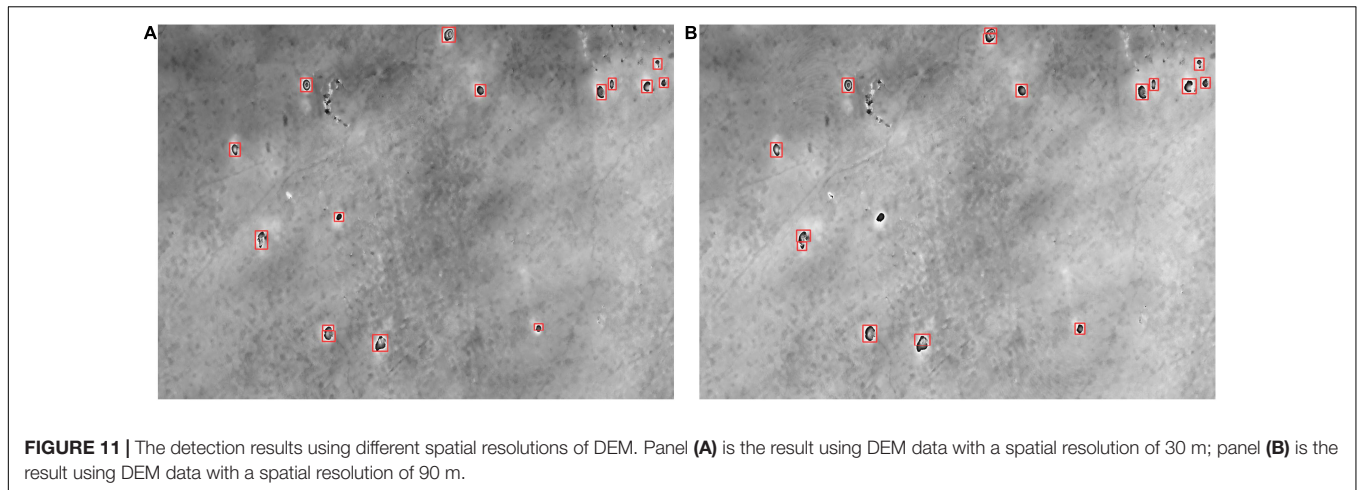 A B
FIGURE 11 | The detection results using different spatial resolutions of DEM. Panel (A) is the result using DEM data with a spatial resolution of 30 m; panel (B) is the
result using DEM data with a spatial resolution of 90 m.